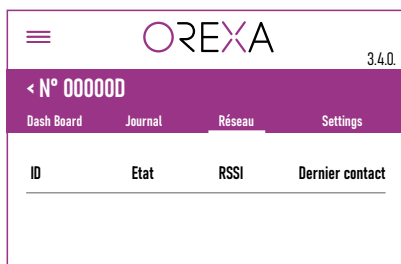 OREXA
3.4.0.
< N° 00000D
Dash Board Journal Réseau Settings
ID Etat RSSI Dernier contact